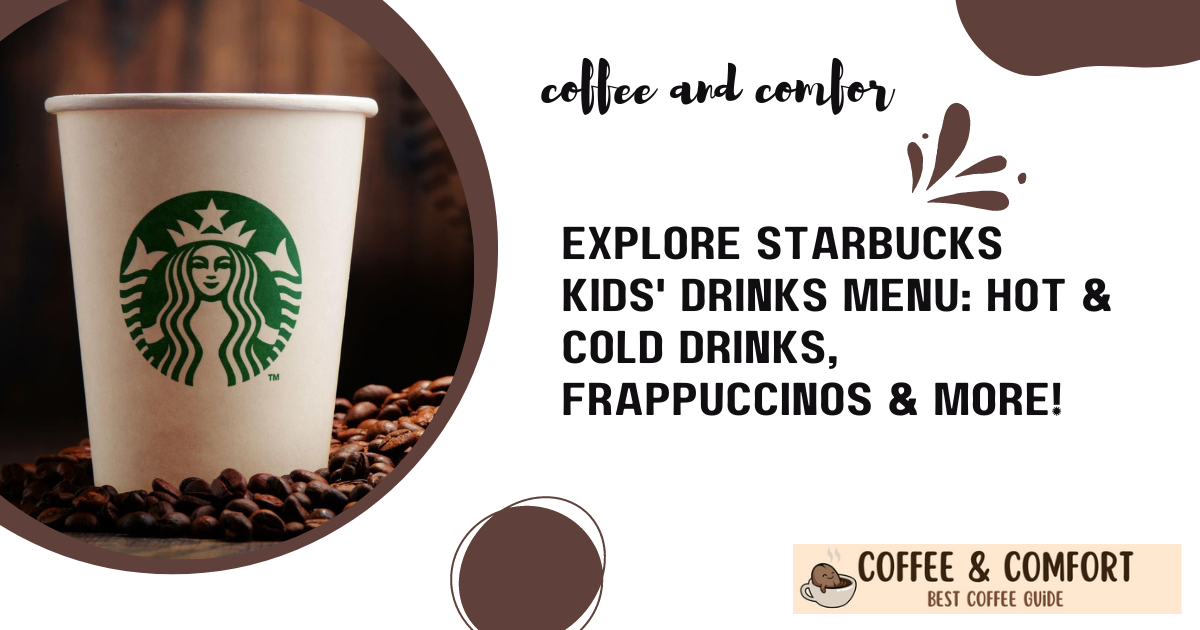 coffee and comfor
EXPLORE STARBUCKS
KIDS' DRINKS MENU: HOT &
COLD DRINKS,
FRAPPUCCINOS & MORE!
TM
COFFEE & COMFORT
BEST COFFEE GUiDE